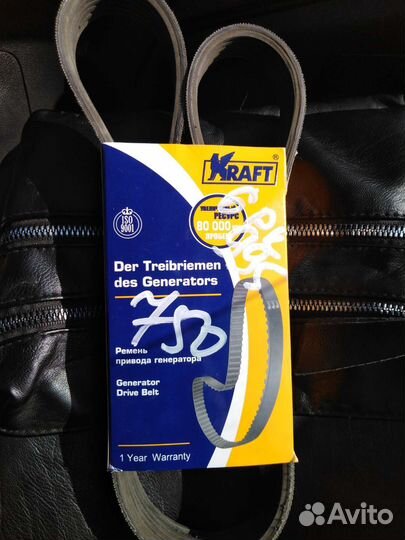 KRAFT®
ISO
9001
РЕСУРС
80 000
Der Treibriemen
des Generators
750
Ремень
привода генератора
Generator
Drive Belt
1 Year Warranty
Avito